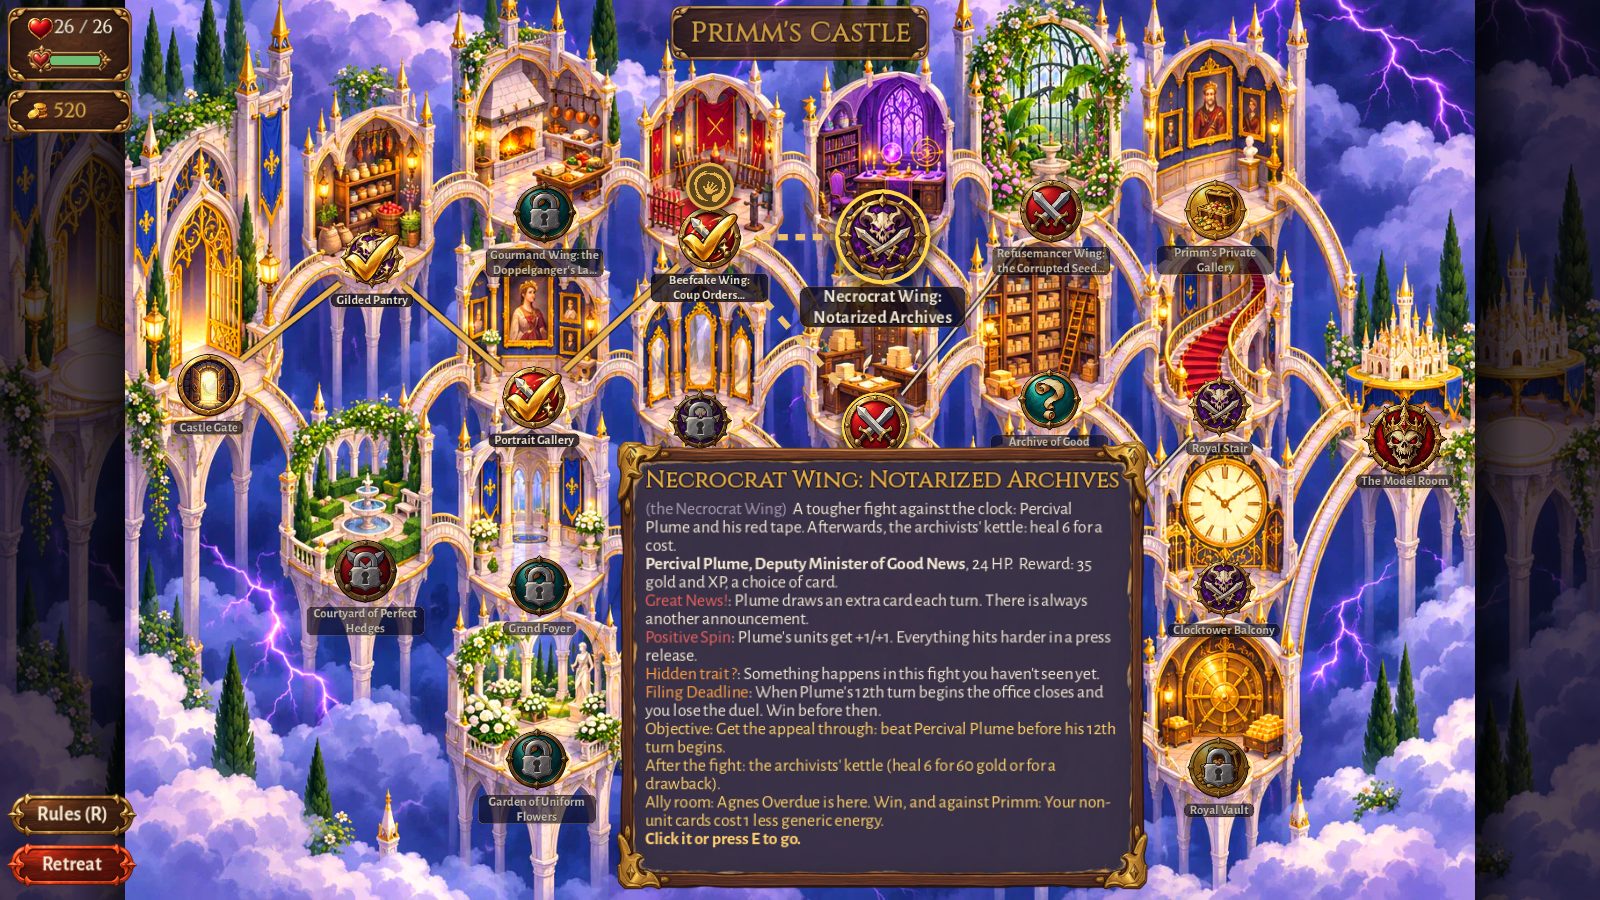 26 / 26
520
PRIMM'S CASTLE
Gourmand Wing: the
Doppelganger's La...
Beefcake Wing:
Coup Orders...
Necrocrat Wing:
Notarized Archives
Refusemancer Wing:
the Corrupted Seed...
Primm's Private
Gallery
Gilded Pantry
Castle Gate
Portrait Gallery
Archive of Good
Royal Stair
The Model Room
Courtyard of Perfect
Hedges
Grand Foyer
Clocktower Balcony
Garden of Uniform
Flowers
Royal Vault
NECROCRAT WING: NOTARIZED ARCHIVES
(the Necrocrat Wing) A tougher fight against the clock: Percival
Plume and his red tape. Afterwards, the archivists' kettle: heal 6 for a
cost.
Percival Plume, Deputy Minister of Good News, 24 HP. Reward: 35
gold and XP, a choice of card.
Great News!: Plume draws an extra card each turn. There is always
another announcement.
Positive Spin: Plume's units get +1/+1. Everything hits harder in a press
release.
Hidden trait ?: Something happens in this fight you haven't seen yet.
Filing Deadline: When Plume's 12th turn begins the office closes and
you lose the duel. Win before then.
Objective: Get the appeal through: beat Percival Plume before his 12th
turn begins.
After the fight: the archivists' kettle (heal 6 for 60 gold or for a
drawback).
Ally room: Agnes Overdue is here. Win, and against Primm: Your non-
unit cards cost 1 less generic energy.
Click it or press E to go.
Rules (R)
Retreat